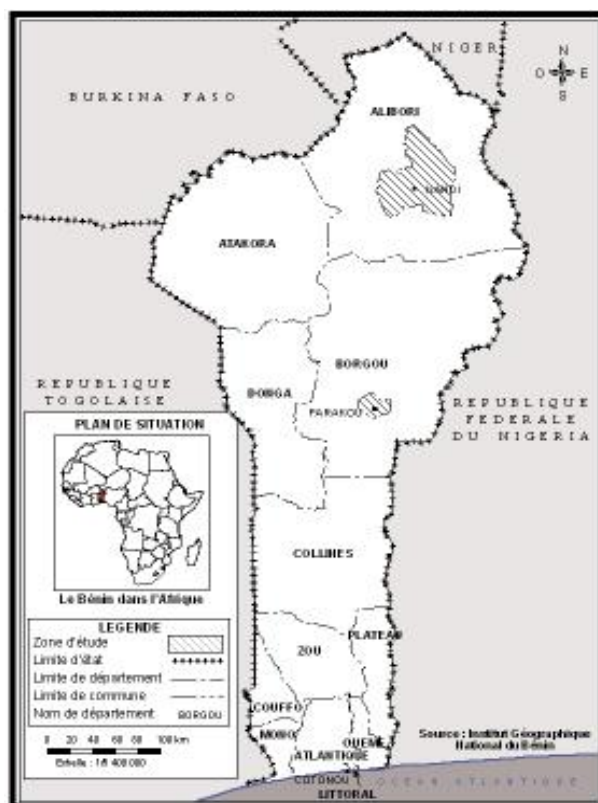 NIGER
N
O E
S
BURKINA FASO
ALIBORI
KANDI
ATAKORA
BORGOU
DONGA
PARAKOU
REPUBLIQUE
TOGOLAISE
REPUBLIQUE
FEDERALE
DU NIGERIA
PLAN DE SITUATION
Le Bénin dans l'Afrique
COLLINES
PLATEAU
ZOU
COUFFO
MONO
ATLANTIQUE
OUEME
COTONOU
LITTORAL
OCEAN ATLANTIQUE
LEGENDE
Zone d'étude
Limite d'état
Limite de département
Limite de commune
Nom de département BORGOU
0 20 40 60 80 100 km
Echelle : 1/1 400 000
Source : Institut Géographique
National du Bénin